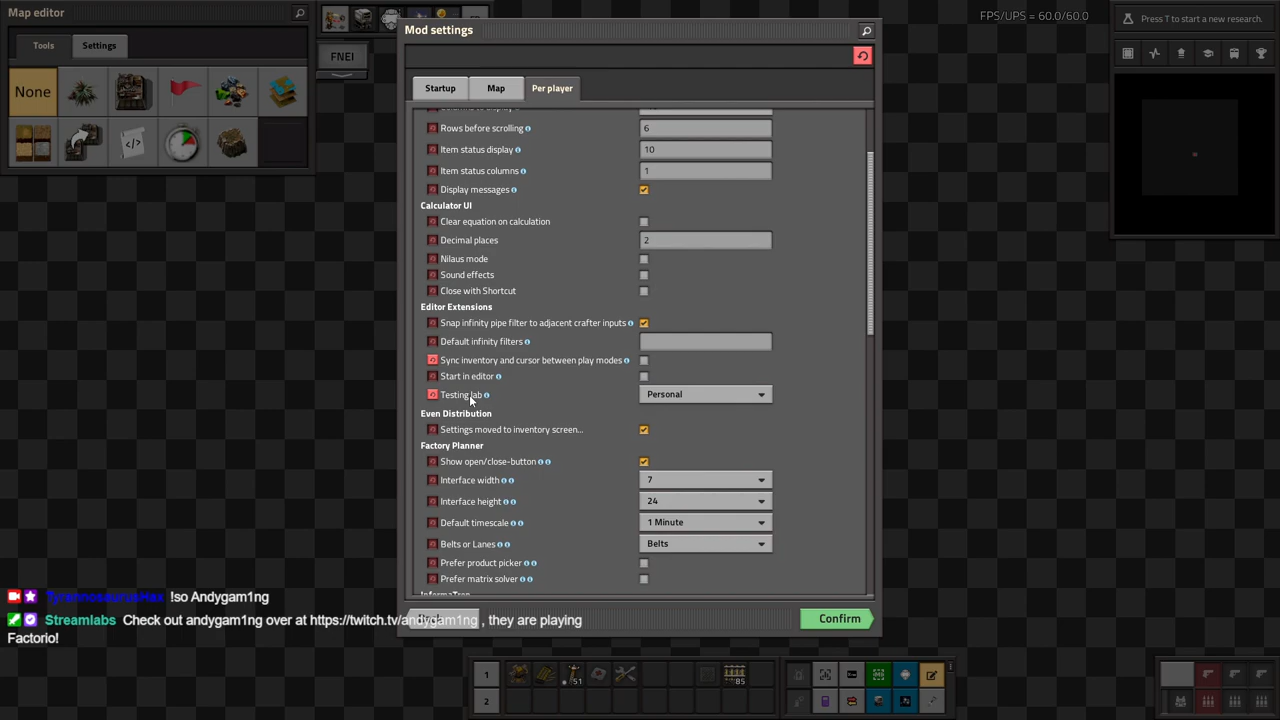 Map editor
Tools
Settings
None
FNEI
Mod settings
Startup
Map
Per player
Rows before scrolling
6
Item status display
10
Item status columns
1
Display messages
Calculator UI
Clear equation on calculation
Decimal places
2
Nilaus mode
Sound effects
Close with Shortcut
Editor Extensions
Snap infinity pipe filter to adjacent crafter inputs
Default infinity filters
Sync inventory and cursor between play modes
Start in editor
Testing lab
Personal
Even Distribution
Settings moved to inventory screen...
Factory Planner
Show open/close-button
Interface width
7
Interface height
24
Default timescale
1 Minute
Belts or Lanes
Belts
Prefer product picker
Prefer matrix solver
Confirm
FPS/UPS = 60.0/60.0
Press T to start a new research.
TyrannosaurusHax !so Andygam1ng
Streamlabs Check out andygam1ng over at https://twitch.tv/andygam1ng , they are playing
Factorio!
1
51
85
2